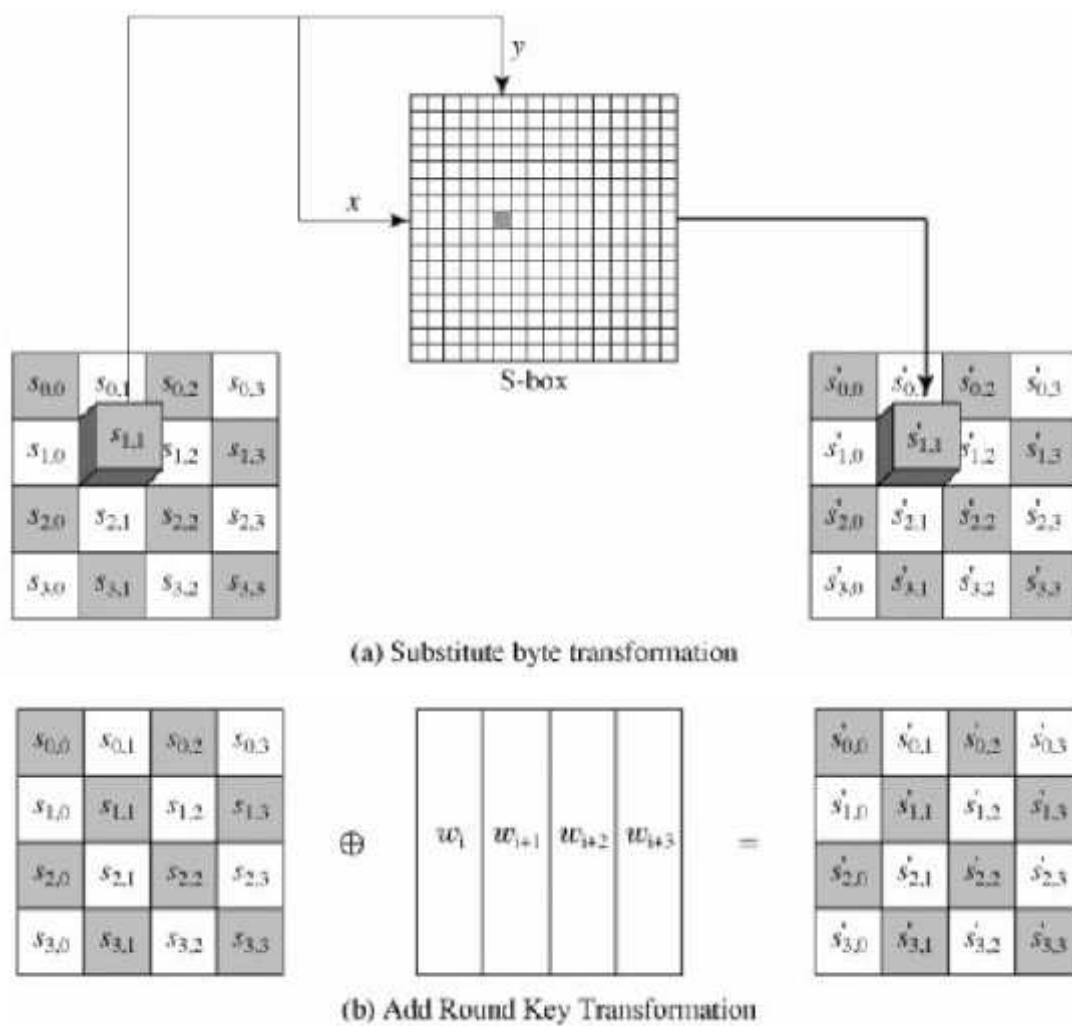 y
x
S-box
s0,0 s0,1 s0,2 s0,3
s1,0 s1,1 s1,2 s1,3
s2,0 s2,1 s2,2 s2,3
s3,0 s3,1 s3,2 s3,3
s'0,0 s'0,1 s'0,2 s'0,3
s'1,0 s'1,1 s'1,2 s'1,3
s'2,0 s'2,1 s'2,2 s'2,3
s'3,0 s'3,1 s'3,2 s'3,3
(a) Substitute byte transformation
s0,0 s0,1 s0,2 s0,3
s1,0 s1,1 s1,2 s1,3
s2,0 s2,1 s2,2 s2,3
s3,0 s3,1 s3,2 s3,3
⊕
wi wi+1 wi+2 wi+3
=
s'0,0 s'0,1 s'0,2 s'0,3
s'1,0 s'1,1 s'1,2 s'1,3
s'2,0 s'2,1 s'2,2 s'2,3
s'3,0 s'3,1 s'3,2 s'3,3
(b) Add Round Key Transformation